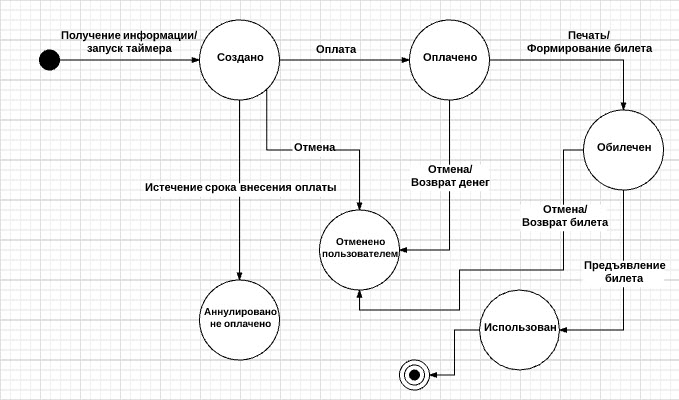 Получение информации/
запуск таймера
Создано
Оплата
Оплачено
Печать/
Формирование билета
Обилечен
Отмена
Отмена/
Возврат денег
Истечение срока внесения оплаты
Отмена/
Возврат билета
Отменено
пользователем
Предъявление
билета
Аннулировано
не оплачено
Использован